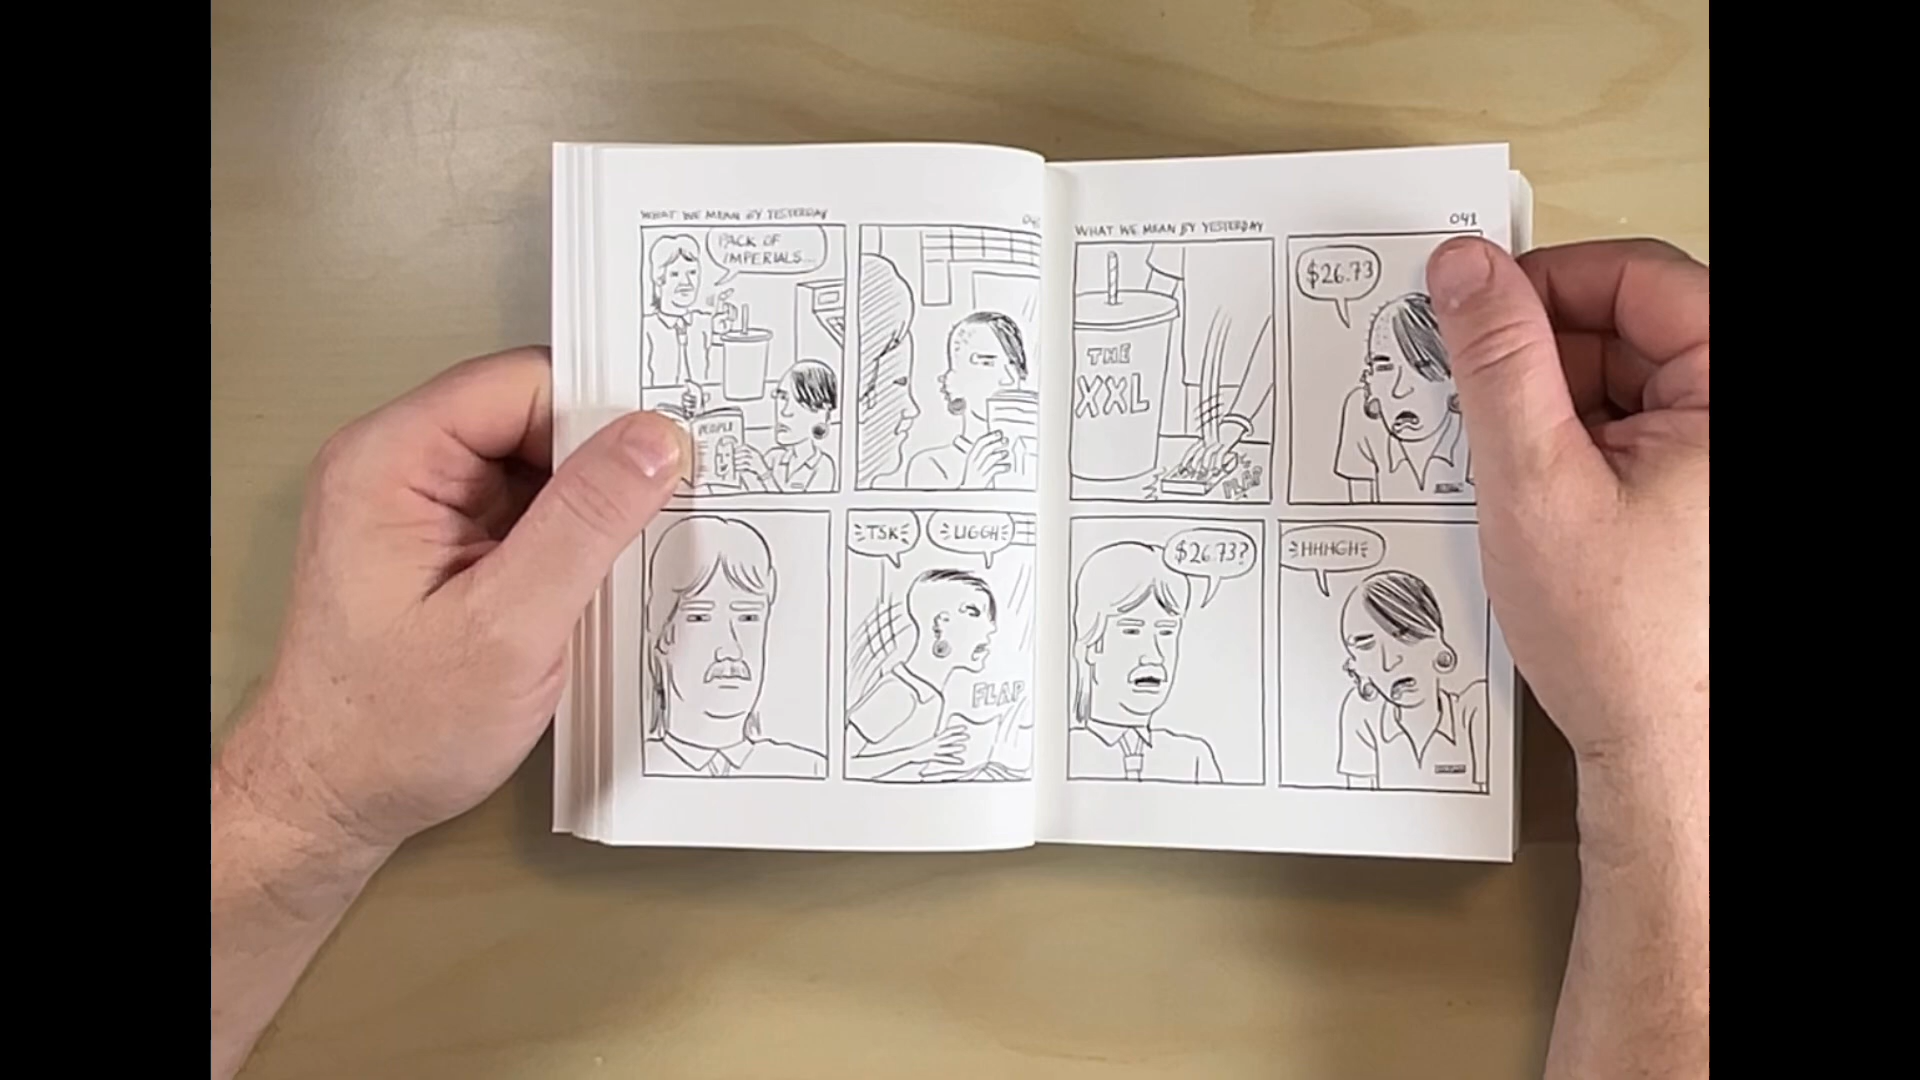 WHAT WE MEAN BY YESTERDAY
PACK OF
IMPERIALS...
PEOPLE
TSK
UGGH
FLAP
WHAT WE MEAN BY YESTERDAY
041
THE
XXL
FLAP
$26.73
$26.73?
HHNGH